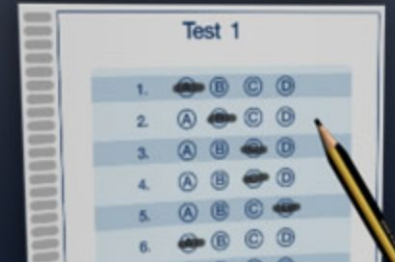 Test 1
1. A B C D
2. A B C D
3. A B C D
4. A B C D
5. A B C D
6. A B C D